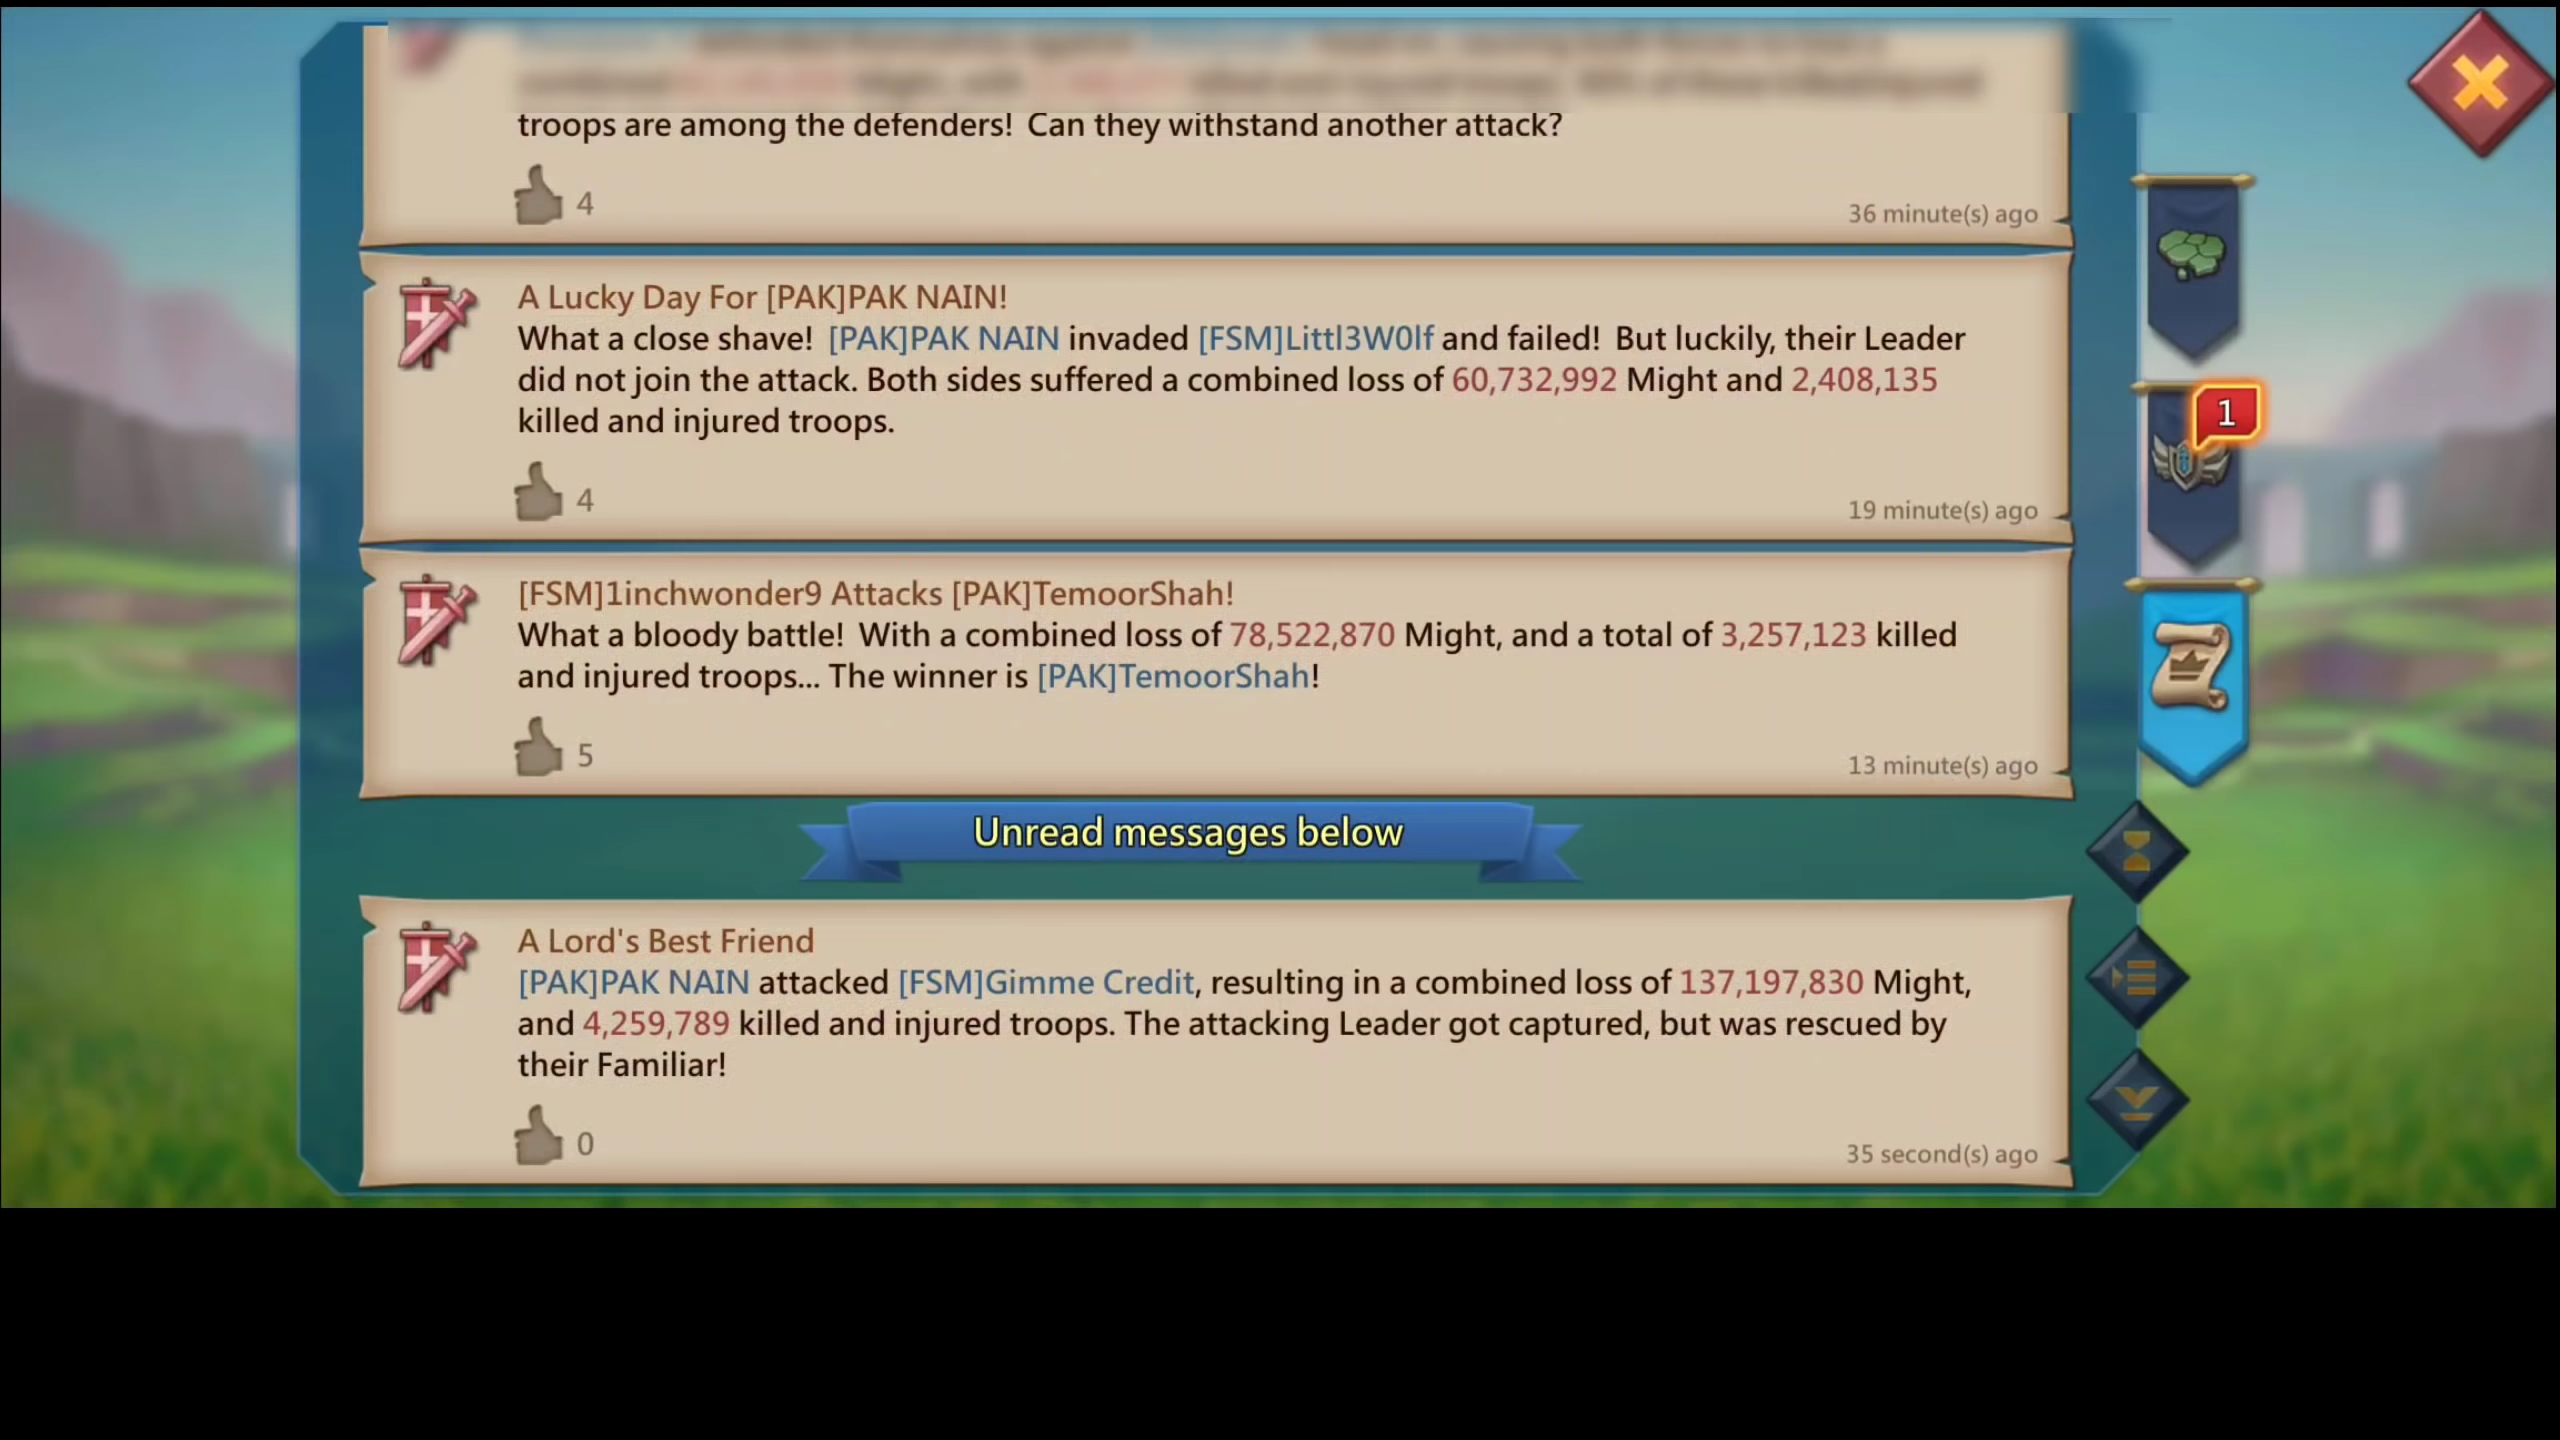 troops are among the defenders! Can they withstand another attack?
4
36 minute(s) ago
A Lucky Day For [PAK]PAK NAIN!
What a close shave! [PAK]PAK NAIN invaded [FSM]Littl3W0lf and failed! But luckily, their Leader
did not join the attack. Both sides suffered a combined loss of 60,732,992 Might and 2,408,135
killed and injured troops.
4
19 minute(s) ago
1
[FSM]1inchwonder9 Attacks [PAK]TemoorShah!
What a bloody battle! With a combined loss of 78,522,870 Might, and a total of 3,257,123 killed
and injured troops... The winner is [PAK]TemoorShah!
5
13 minute(s) ago
Unread messages below
A Lord's Best Friend
[PAK]PAK NAIN attacked [FSM]Gimme Credit, resulting in a combined loss of 137,197,830 Might,
and 4,259,789 killed and injured troops. The attacking Leader got captured, but was rescued by
their Familiar!
0
35 second(s) ago